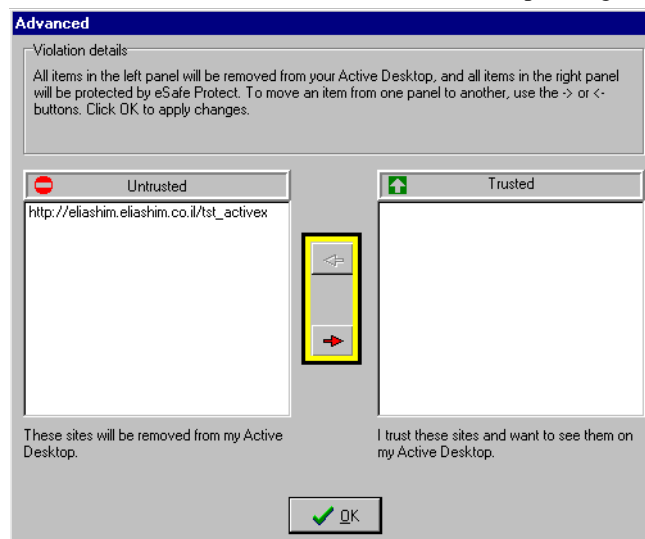 Advanced
Violation details
All items in the left panel will be removed from your Active Desktop, and all items in the right panel
will be protected by eSafe Protect. To move an item from one panel to another, use the -> or <-
buttons. Click OK to apply changes.
Untrusted
Trusted
http://eliashim.eliashim.co.il/tst_activex
These sites will be removed from my Active
Desktop.
I trust these sites and want to see them on
my Active Desktop.
OK